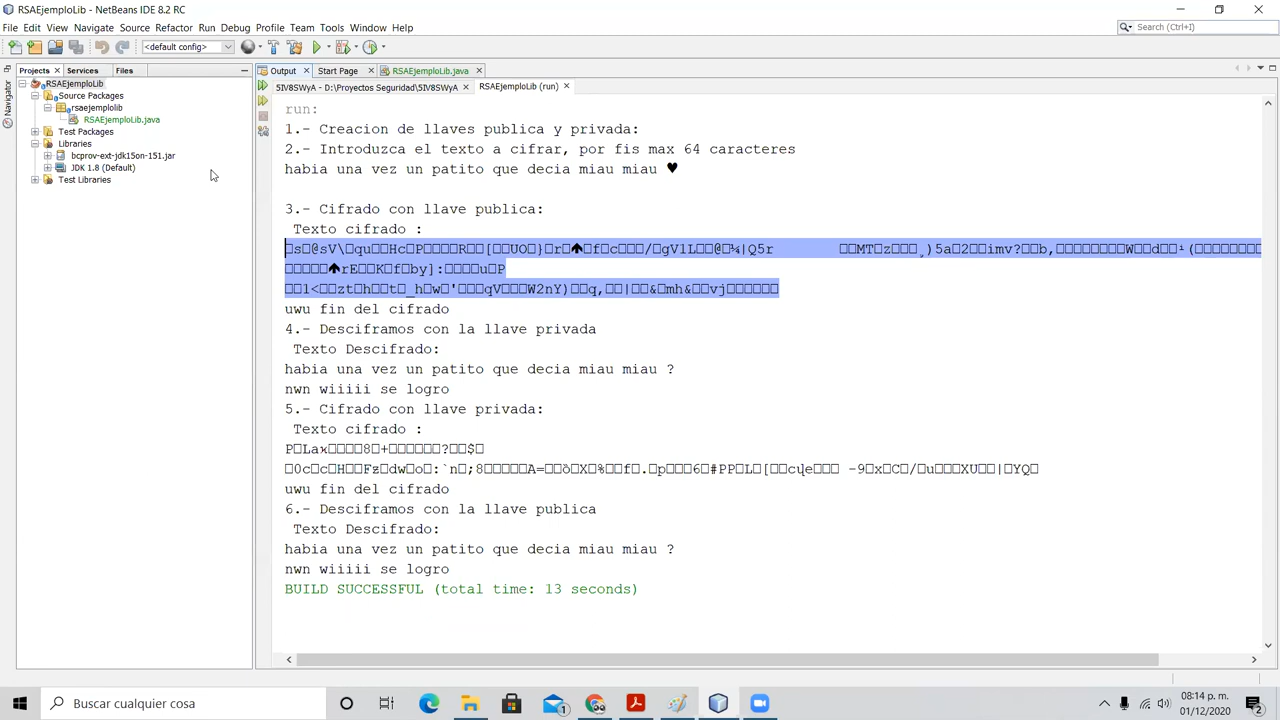 RSAEjemploLib - NetBeans IDE 8.2 RC
File Edit View Navigate Source Refactor Run Debug Profile Team Tools Window Help
Search (Ctrl+I)
<default config>
Projects Services Files
Output Start Page RSAEjemploLib.java
5IV8SWyA - D:\Proyectos Seguridad\5IV8SWyA RSAEjemploLib (run)
RSAEjemploLib
Source Packages
rsaejemplolib
RSAEjemploLib.java
Test Packages
Libraries
bcprov-ext-jdk15on-151.jar
JDK 1.8 (Default)
Test Libraries
Navigator
run:
1.- Creacion de llaves publica y privada:
2.- Introduzca el texto a cifrar, por fis max 64 caracteres
habia una vez un patito que decia miau miau ♥
3.- Cifrado con llave publica:
Texto cifrado :
uwu fin del cifrado
4.- Desciframos con la llave privada
Texto Descifrado:
habia una vez un patito que decia miau miau ?
nwn wiiiii se logro
5.- Cifrado con llave privada:
Texto cifrado :
uwu fin del cifrado
6.- Desciframos con la llave publica
Texto Descifrado:
habia una vez un patito que decia miau miau ?
nwn wiiiii se logro
BUILD SUCCESSFUL (total time: 13 seconds)
Buscar cualquier cosa
08:14 p. m.
01/12/2020